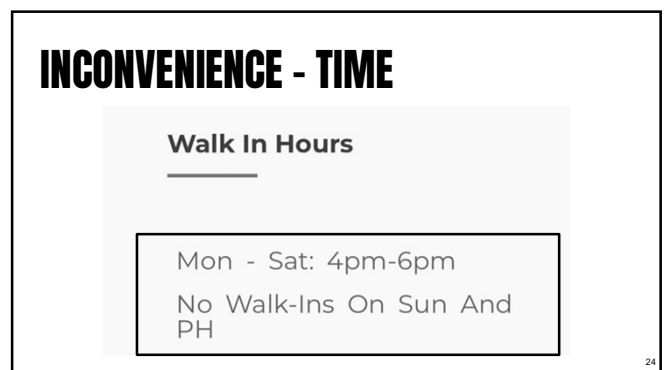 INCONVENIENCE - TIME
Walk In Hours
Mon - Sat: 4pm-6pm
No Walk-Ins On Sun And
PH
24